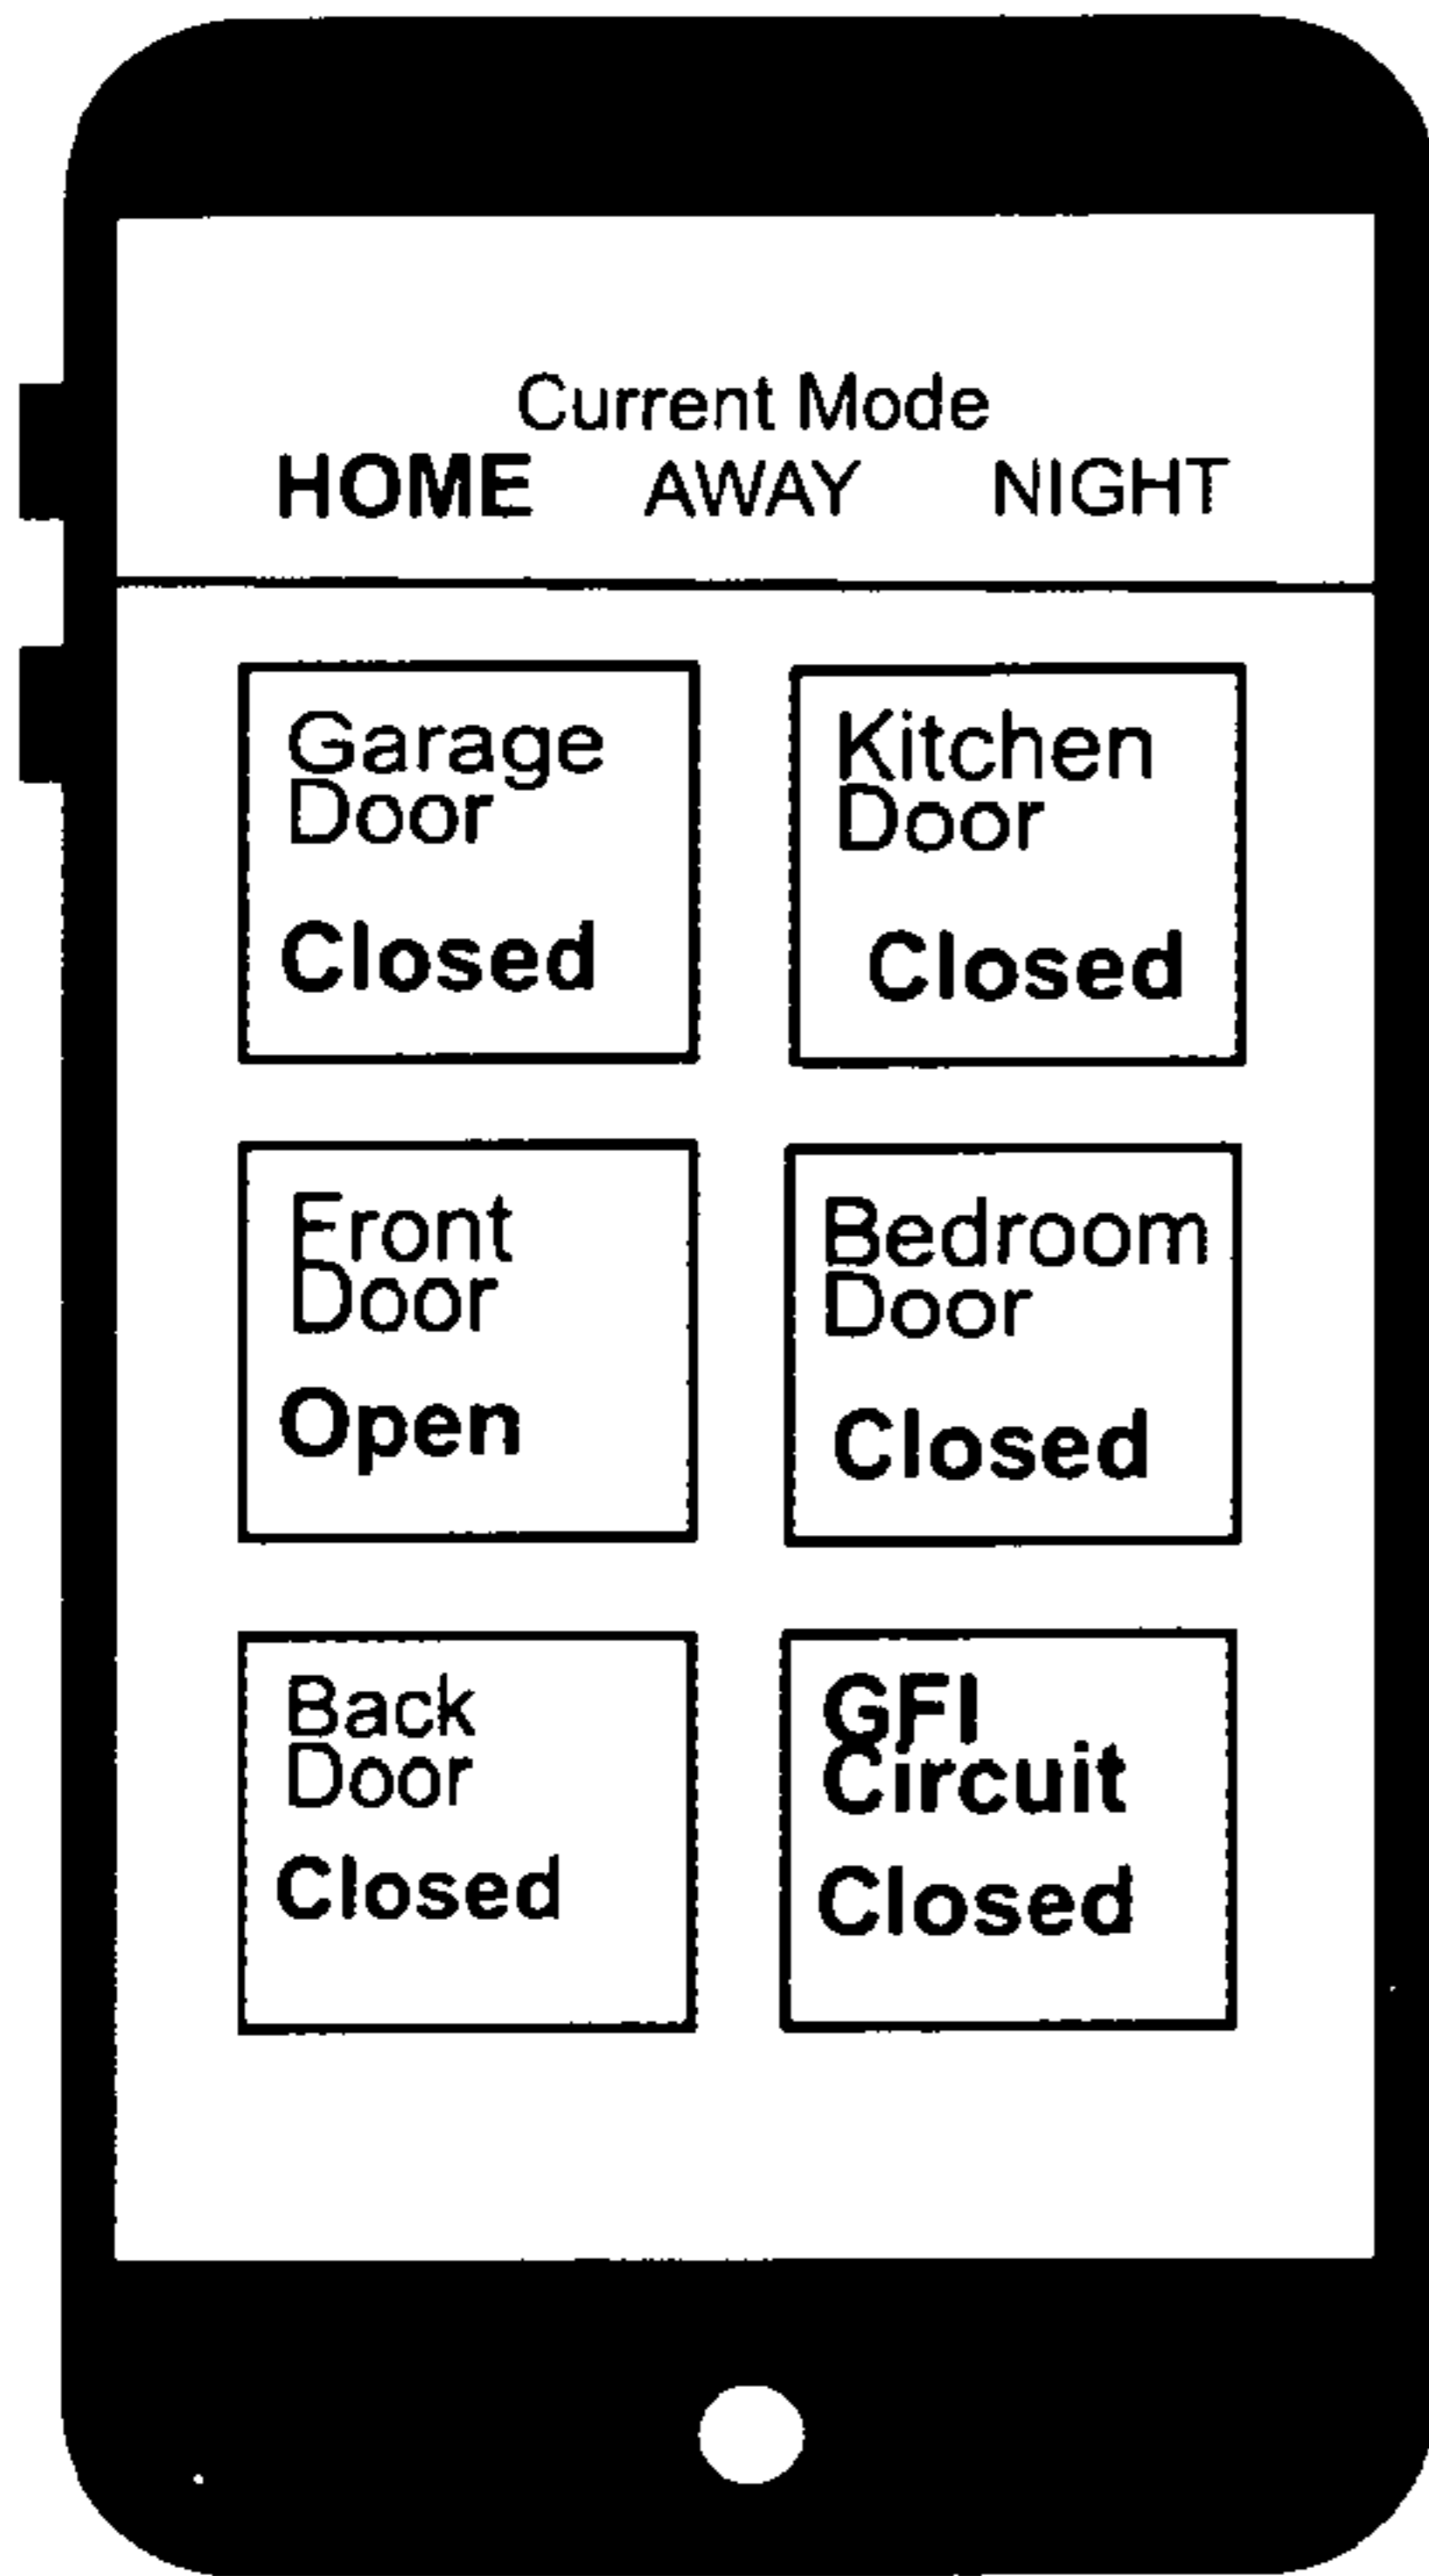 Current Mode
HOME AWAY NIGHT
Garage
Door
Closed
Kitchen
Door
Closed
Front
Door
Open
Bedroom
Door
Closed
Back
Door
Closed
GFI
Circuit
Closed